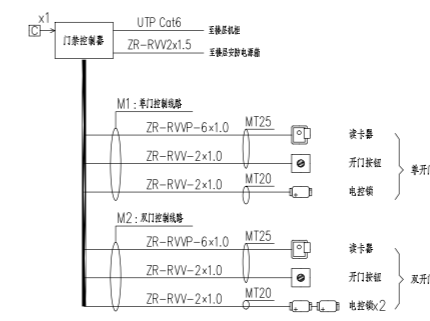 x1
C
门禁控制器
UTP Cat6
至楼层机柜
ZR-RVV2×1.5
至楼层安防电源箱
M1：单门控制线路
ZR-RVVP-6×1.0
MT25
读卡器
ZR-RVV-2×1.0
开门按钮
单开门
ZR-RVV-2×1.0
MT20
电控锁
M2：双门控制线路
ZR-RVVP-6×1.0
MT25
读卡器
ZR-RVV-2×1.0
开门按钮
双开门
ZR-RVV-2×1.0
MT20
电控锁x2